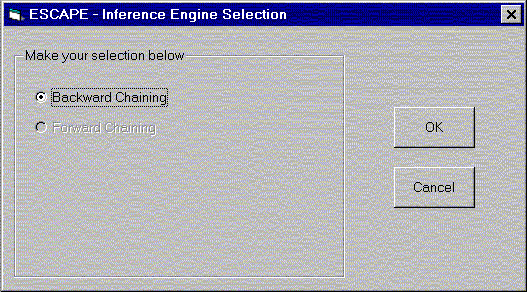 ESCAPE - Inference Engine Selection
Make your selection below
Backward Chaining
Forward Chaining
OK
Cancel